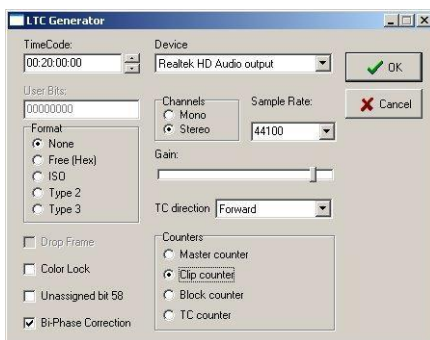 LTC Generator
TimeCode:
00:20:00:00
User Bits:
00000000
Format
None
Free (Hex)
ISO
Type 2
Type 3
Drop Frame
Color Lock
Unassigned bit 58
Bi-Phase Correction
Device
Realtek HD Audio output
Channels
Mono
Stereo
Sample Rate:
44100
Gain:
TC direction Forward
Counters
Master counter
Clip counter
Block counter
TC counter
OK
Cancel